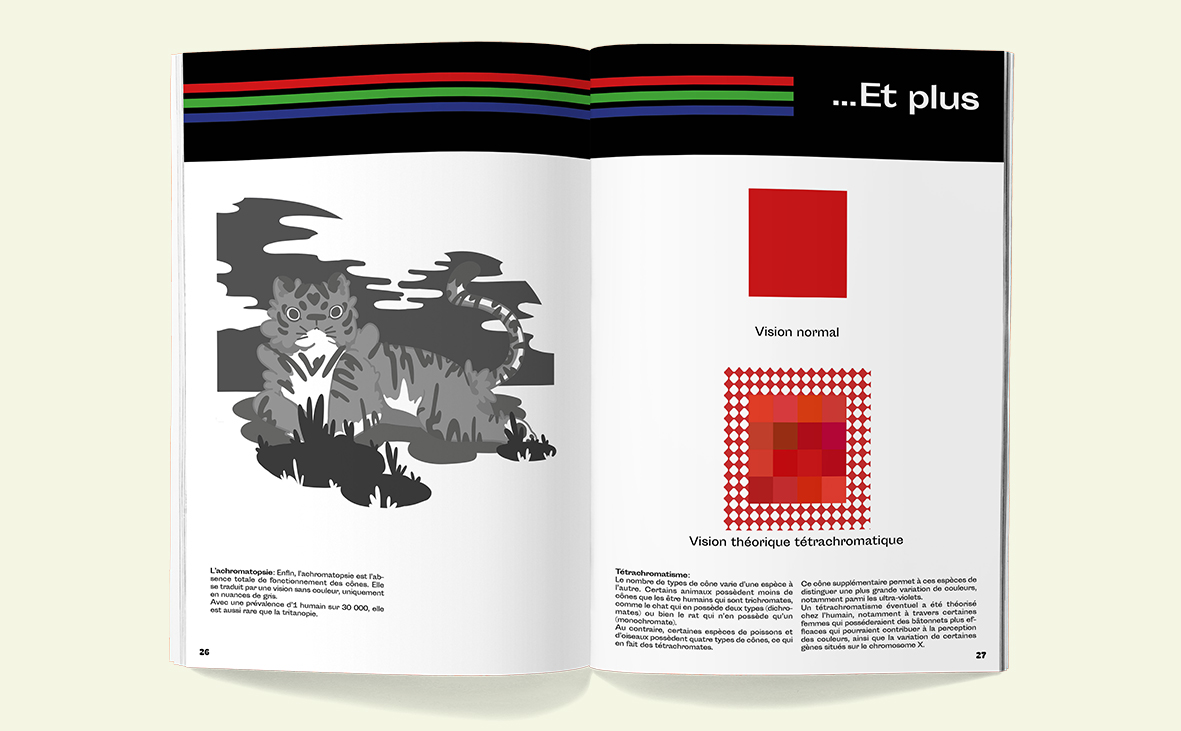 ...Et plus
Vision normal
Vision théorique tétrachromatique
L'achromatopsie: Enfin, l'achromatopsie est l'ab-
sence totale de fonctionnement des cônes. Elle
se traduit par une vision sans couleur, uniquement
en nuances de gris.
Avec une prévalence d'1 humain sur 30 000, elle
est aussi rare que la tritanopie.
26
Tétrachromatisme:
Le nombre de types de cône varie d'une espèce à
l'autre. Certains animaux possèdent moins de
cônes que les être humains qui sont trichromates,
comme le chat qui en possède deux types (dichro-
mates) ou bien le rat qui n'en possède qu'un
(monochromate).
Au contraire, certaines espèces de poissons et
d'oiseaux possèdent quatre types de cônes, ce qui
en fait des tétrachromates.
Ce cône supplémentaire permet à ces espèces de
distinguer une plus grande variation de couleurs,
notamment parmi les ultra-violets.
Un tétrachromatisme éventuel a été théorisé
chez l'humain, notamment à travers certaines
femmes qui posséderaient des bâtonnets plus ef-
ficaces qui pourraient contribuer à la perception
des couleurs, ainsi que la variation de certaines
gènes situés sur le chromosome X.
27